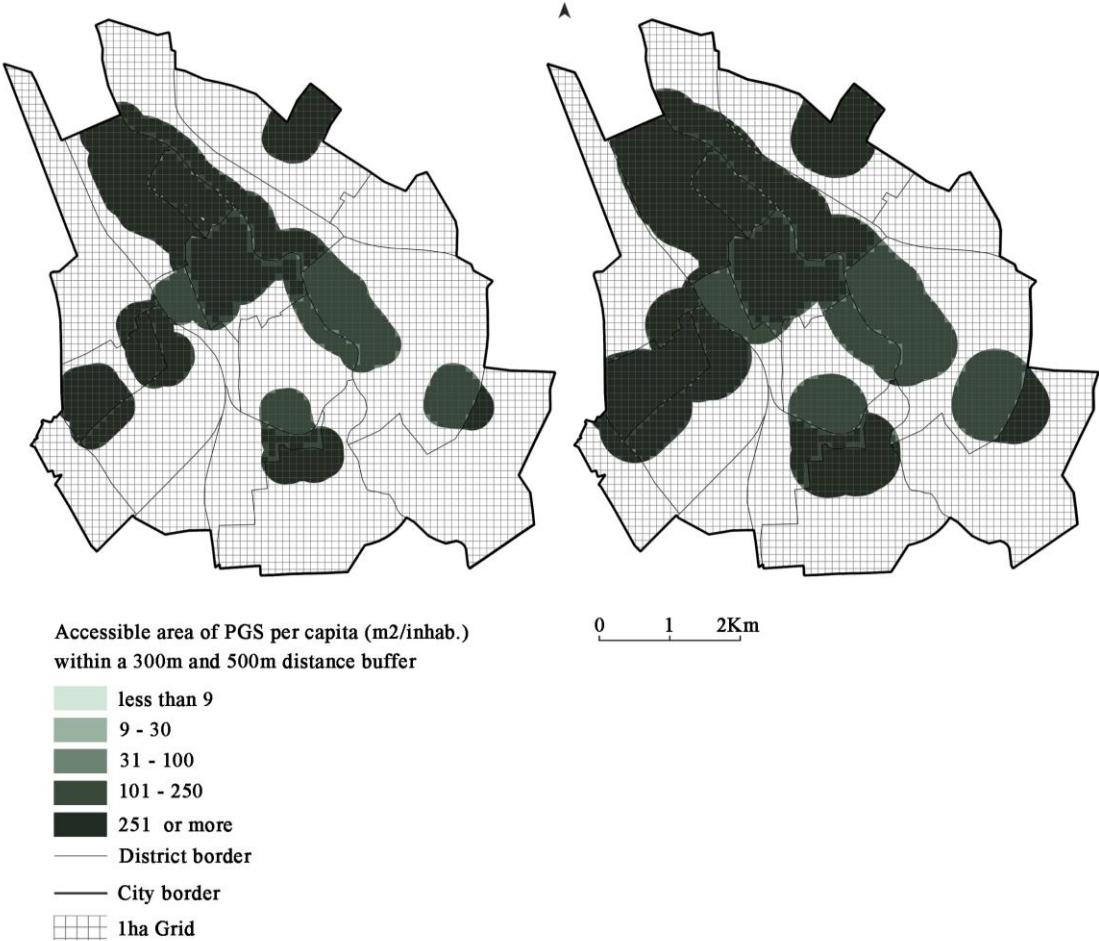 0 1 2Km
Accessible area of PGS per capita (m2/inhab.)
within a 300m and 500m distance buffer
less than 9
9 - 30
31 - 100
101 - 250
251 or more
District border
City border
1ha Grid